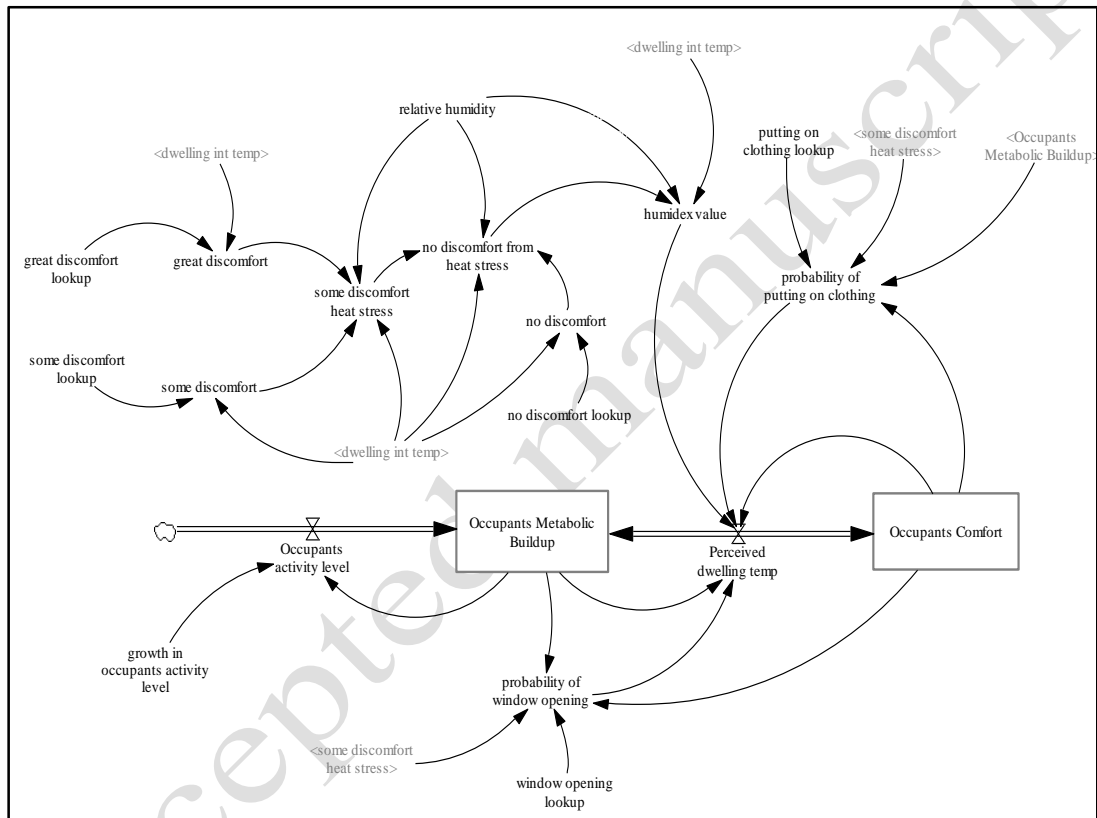 <dwelling int temp>
relative humidity
putting on
clothing lookup
<some discomfort
heat stress>
<Occupants
Metabolic Buildup>
<dwelling int temp>
humidex value
great discomfort
lookup
great discomfort
no discomfort from
heat stress
probability of
putting on clothing
some discomfort
heat stress
no discomfort
some discomfort
lookup
some discomfort
no discomfort lookup
<dwelling int temp>
Occupants Metabolic
Buildup
Occupants Comfort
Occupants
activity level
Perceived
dwelling temp
growth in
occupants activity
level
probability of
window opening
<some discomfort
heat stress>
window opening
lookup
cepted manuscrip